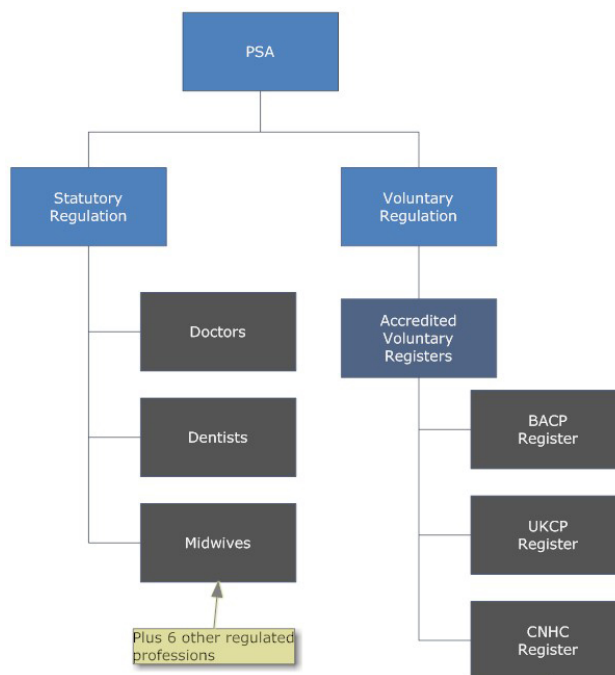 PSA
Statutory
Regulation
Voluntary
Regulation
Doctors
Accredited
Voluntary
Registers
Dentists
BACP
Register
Midwives
UKCP
Register
Plus 6 other regulated
professions
CNHC
Register